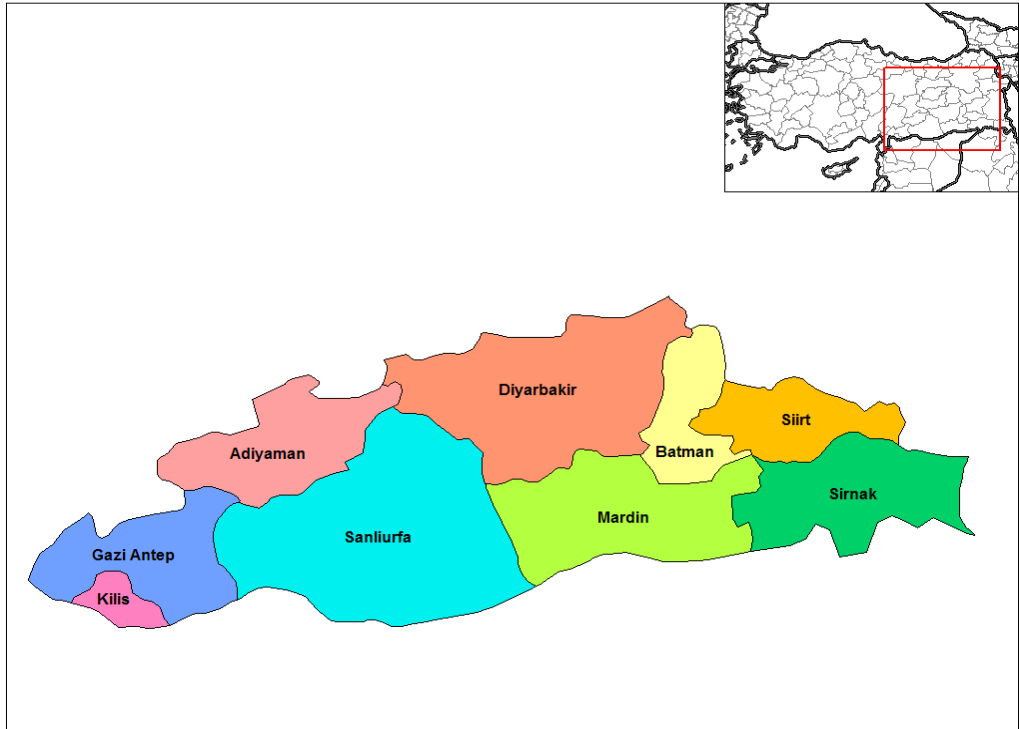 Diyarbakir
Siirt
Adiyaman
Batman
Sirnak
Mardin
Sanliurfa
Gazi Antep
Kilis